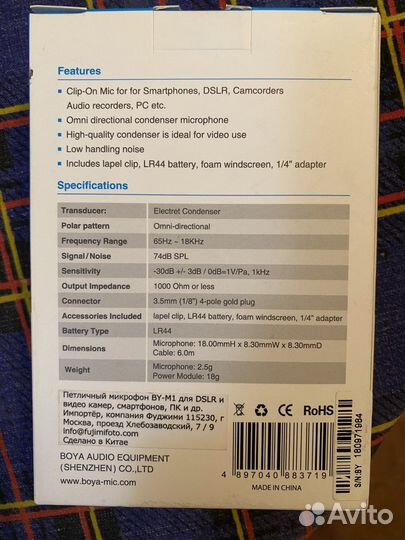 Features
Clip-On Mic for for Smartphones, DSLR, Camcorders
Audio recorders, PC etc.
Omni directional condenser microphone
High-quality condenser is ideal for video use
Low handling noise
Includes lapel clip, LR44 battery, foam windscreen, 1/4" adapter
Specifications
Transducer: Electret Condenser
Polar pattern Omni-directional
Frequency Range 65Hz ~ 18KHz
Signal/Noise 74dB SPL
Sensitivity -30dB +/- 3dB / 0dB=1V/Pa, 1kHz
Output Impedance 1000 Ohm or less
Connector 3.5mm (1/8") 4-pole gold plug
Accessories Included lapel clip, LR44 battery, foam windscreen, 1/4" adapter
Battery Type LR44
Dimensions Microphone: 18.00mmH x 8.30mmW x 8.30mmD
Cable: 6.0m
Weight Microphone: 2.5g
Power Module: 18g
Петличный микрофон BY-M1 для DSLR и
видео камер, смартфонов, ПК и др.
Импортёр, компания Фуджими 115230, г
Москва, проезд Хлебозаводский, 7 / 9
info@fujimifoto.com
Сделано в Китае
BOYA AUDIO EQUIPMENT
(SHENZHEN) CO.,LTD
www.boya-mic.com
CE RoHS
4 897040 883719
MADE IN CHINA
S/N:BY 180971984
Avito